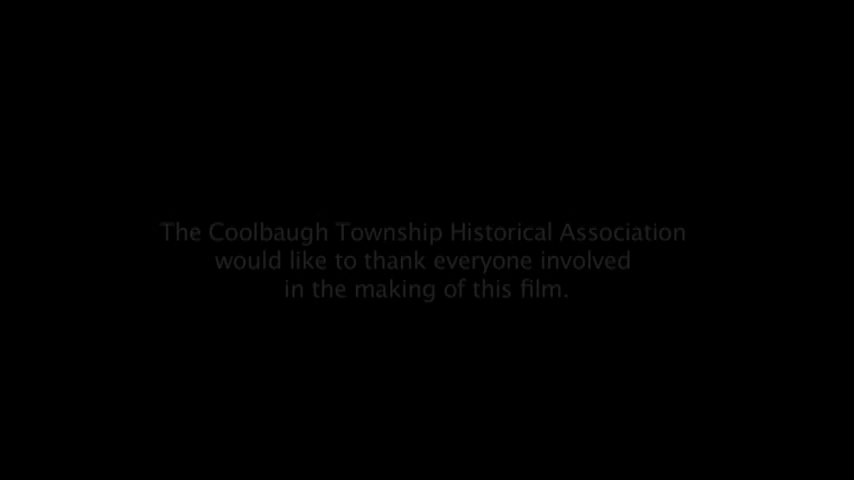 The Coolbaugh Township Historical Association
would like to thank everyone involved
in the making of this film.